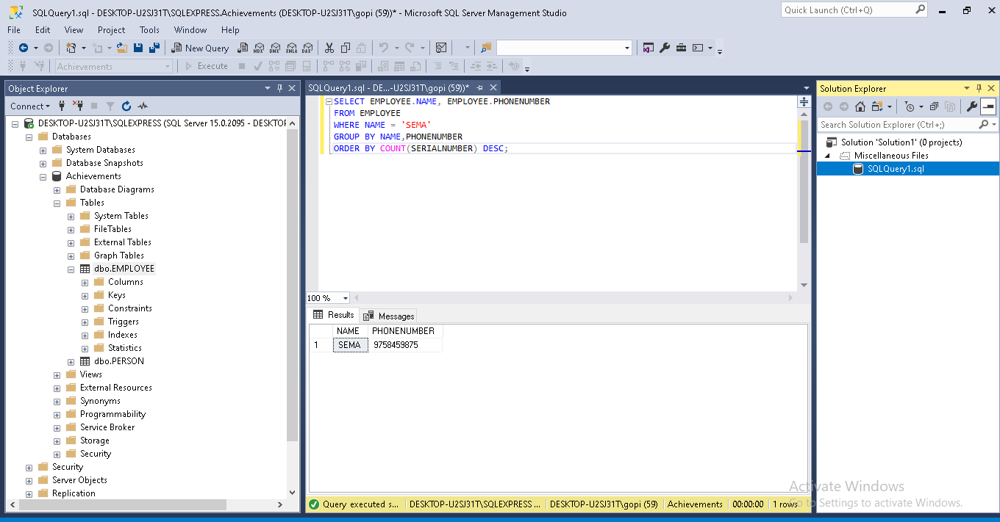 SQLQuery1.sql - DESKTOP-U2SJ31T\SQLEXPRESS.Achievements (DESKTOP-U2SJ31T\gopi (59))* - Microsoft SQL Server Management Studio
Quick Launch (Ctrl+Q)
File Edit View Project Tools Window Help
New Query MDX DMX XMLA DAX
Achievements Execute
Object Explorer
Connect
DESKTOP-U2SJ31T\SQLEXPRESS (SQL Server 15.0.2095 - DESKTOP
Databases
System Databases
Database Snapshots
Achievements
Database Diagrams
Tables
System Tables
FileTables
External Tables
Graph Tables
dbo.EMPLOYEE
Columns
Keys
Constraints
Triggers
Indexes
Statistics
dbo.PERSON
Views
External Resources
Synonyms
Programmability
Service Broker
Storage
Security
Security
Server Objects
Replication
SQLQuery1.sql - DE...-U2SJ31T\gopi (59))*
SELECT EMPLOYEE.NAME, EMPLOYEE.PHONENUMBER
FROM EMPLOYEE
WHERE NAME = 'SEMA'
GROUP BY NAME,PHONENUMBER
ORDER BY COUNT(SERIALNUMBER) DESC;
100 %
Results Messages
NAME PHONENUMBER
1 SEMA 9758459875
Query executed s... DESKTOP-U2SJ31T\SQLEXPRESS ... DESKTOP-U2SJ31T\gopi (59) Achievements 00:00:00 1 rows
Solution Explorer
Search Solution Explorer (Ctrl+;)
Solution 'Solution1' (0 projects)
Miscellaneous Files
SQLQuery1.sql
Activate Windows
Go to Settings to activate Windows.